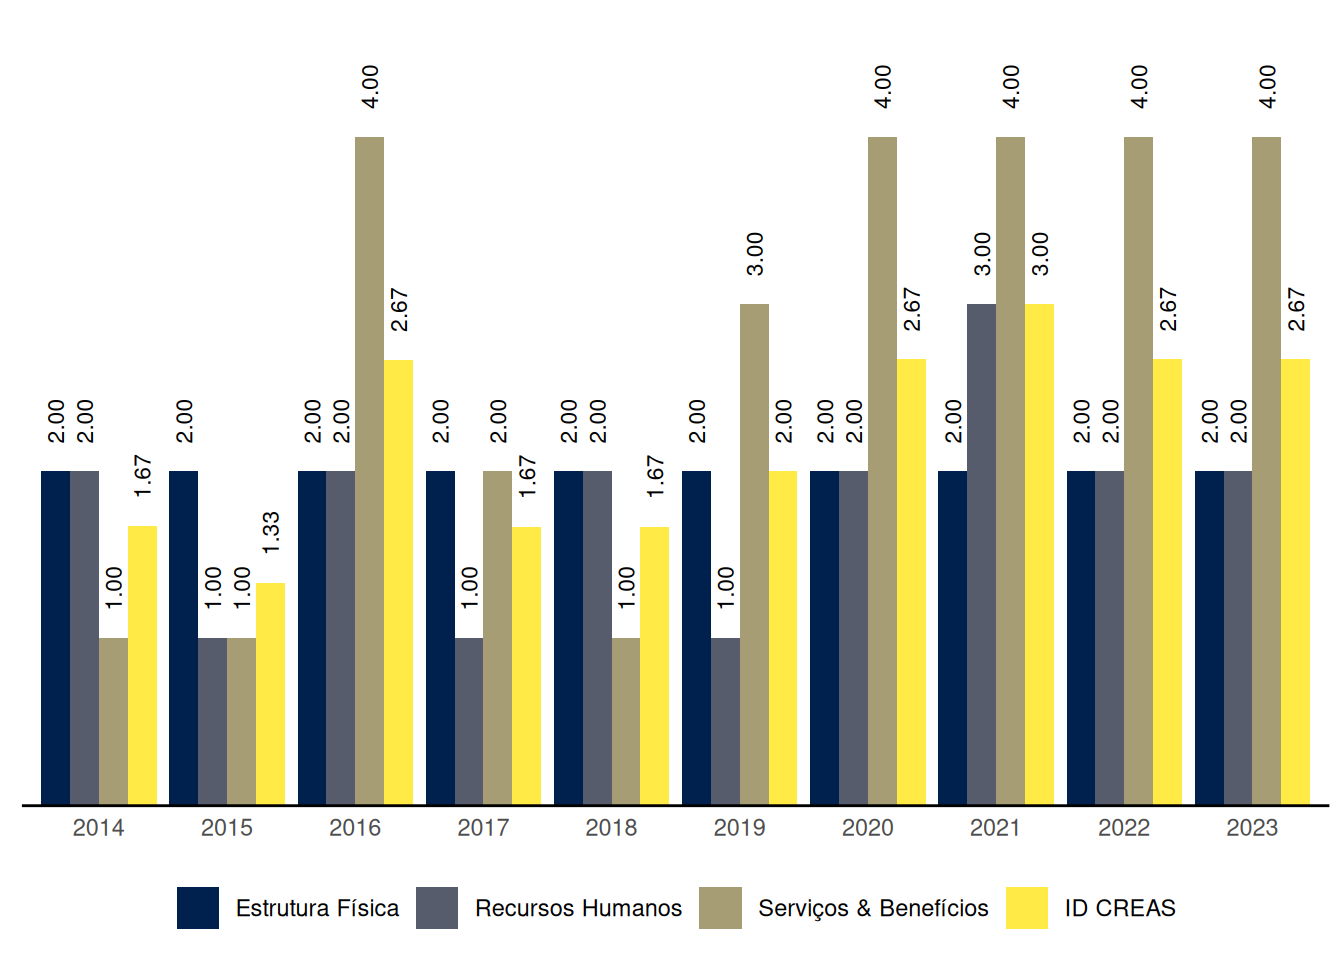 4.00 4.00 4.00 4.00 4.00
3.00 3.00 3.00
2.67 2.67 2.67 2.67
2.00 2.00 2.00 2.00 2.00 2.00 2.00 2.00 2.00 2.00 2.00 2.00 2.00 2.00 2.00 2.00 2.00 2.00
1.67 1.67 1.67
1.33
1.00 1.00 1.00 1.00 1.00 1.00
2014 2015 2016 2017 2018 2019 2020 2021 2022 2023
Estrutura Física Recursos Humanos Serviços & Benefícios ID CREAS